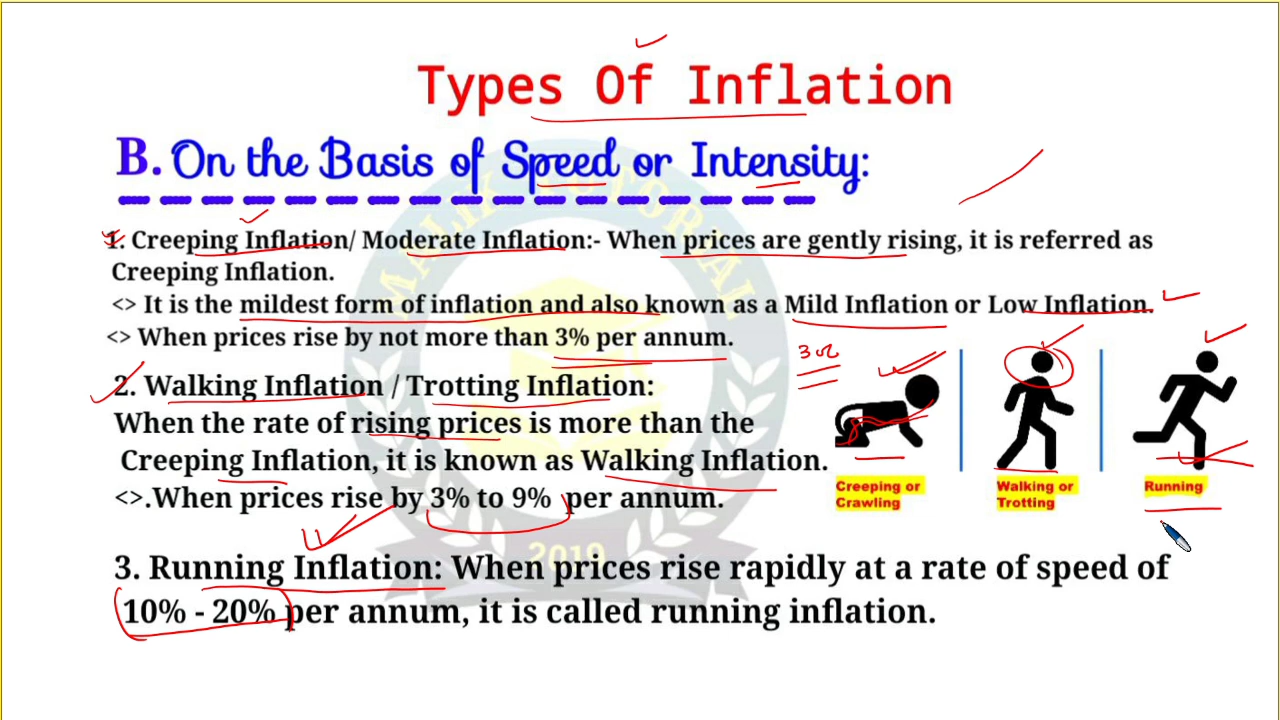 Types Of Inflation
B. On the Basis of Speed or Intensity:
1. Creeping Inflation/ Moderate Inflation:- When prices are gently rising, it is referred as
Creeping Inflation.
<> It is the mildest form of inflation and also known as a Mild Inflation or Low Inflation.
<> When prices rise by not more than 3% per annum.
2. Walking Inflation / Trotting Inflation:
When the rate of rising prices is more than the
Creeping Inflation, it is known as Walking Inflation.
<>.When prices rise by 3% to 9% per annum.
3. Running Inflation: When prices rise rapidly at a rate of speed of
10% - 20% per annum, it is called running inflation.
Creeping or
Crawling
Walking or
Trotting
Running
2019